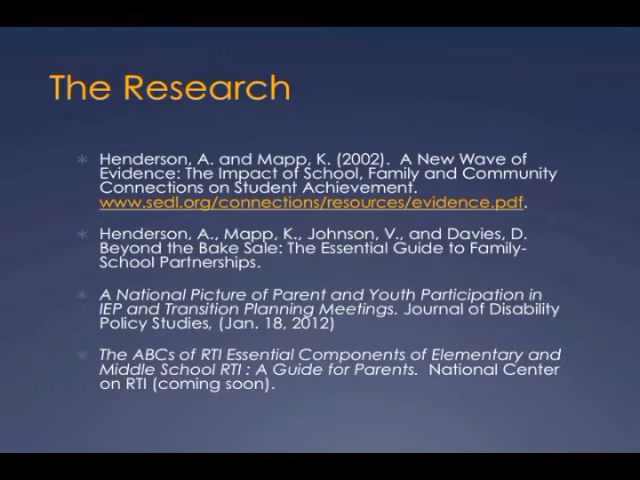 The Research
Henderson, A. and Mapp, K. (2002).  A New Wave of
Evidence: The Impact of School, Family and Community
Connections on Student Achievement.
www.sedl.org/connections/resources/evidence.pdf.
Henderson, A., Mapp, K., Johnson, V., and Davies, D.
Beyond the Bake Sale: The Essential Guide to Family-
School Partnerships.
A National Picture of Parent and Youth Participation in
IEP and Transition Planning Meetings. Journal of Disability
Policy Studies, (Jan. 18, 2012)
The ABCs of RTI Essential Components of Elementary and
Middle School RTI : A Guide for Parents.  National Center
on RTI (coming soon).